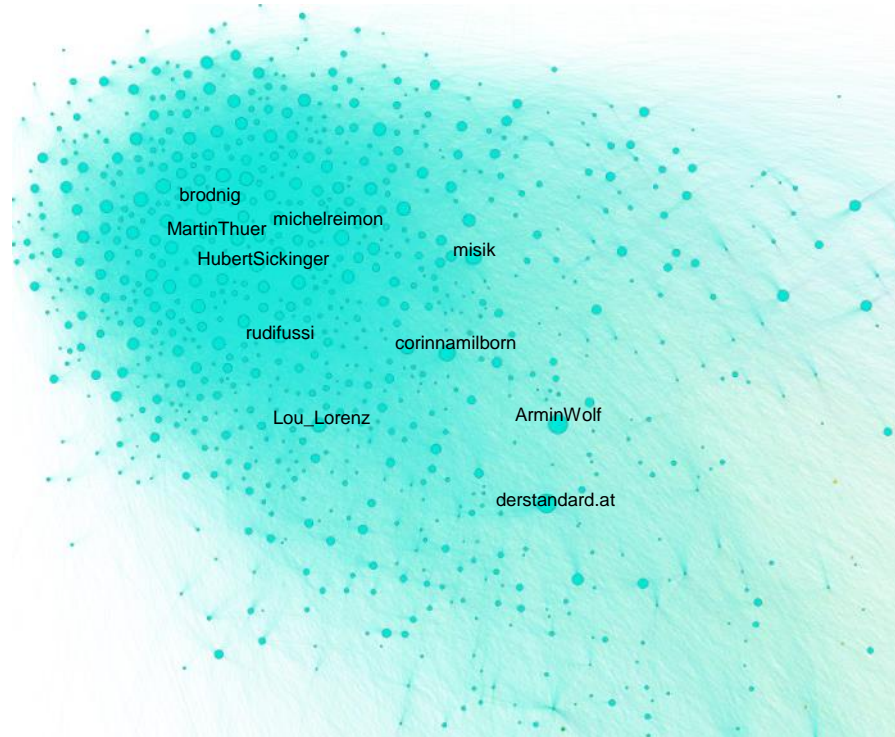 brodnig
michelreimon
MartinThuer
misik
HubertSickinger
rudifussi
corinnamilborn
ArminWolf
Lou_Lorenz
derstandard.at